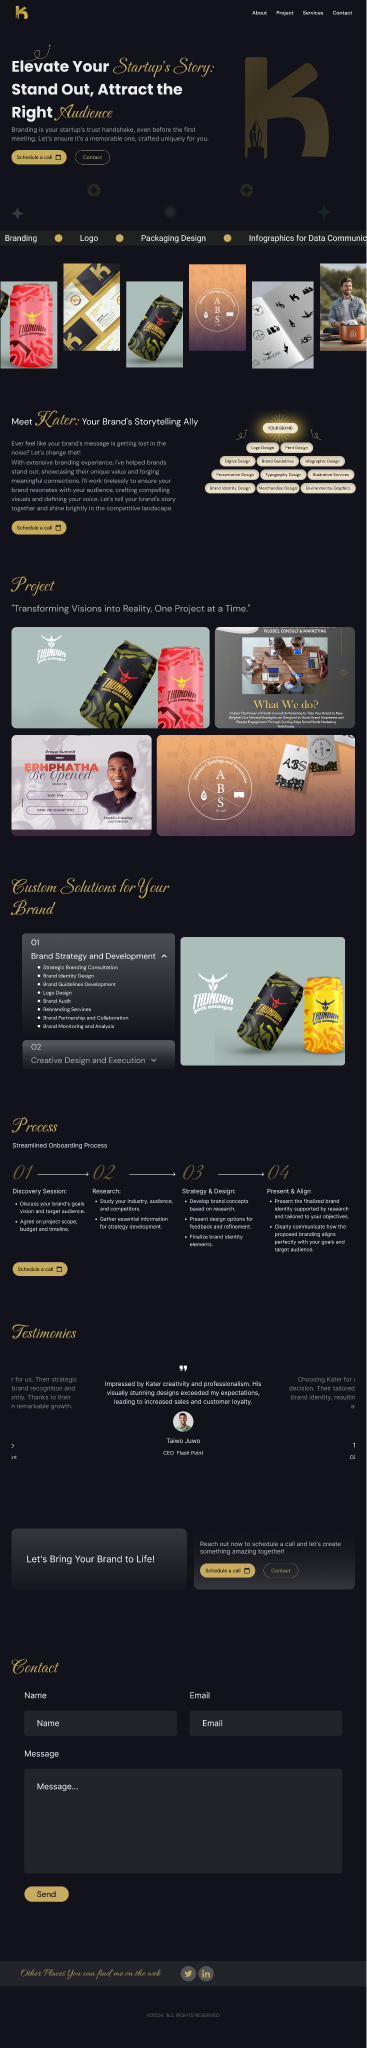 About Project Services Contact
Elevate Your Startup's Story:
Stand Out, Attract the
Right Audience
Branding is your startup's trust handshake, even before the first
meeting. Let's ensure it's a memorable one, crafted uniquely for you.
Schedule a call
Contact
Branding Logo Packaging Design Infographics for Data Communic
THUNDRA
ABS
Meet Kater: Your Brand's Storytelling Ally
Ever feel like your brand's message is getting lost in the
noise? Let's change that!
With extensive branding experience, I've helped brands
stand out, showcasing their unique value and forging
meaningful connections. I'll work tirelessly to ensure your
brand resonates with your audience, crafting compelling
visuals and defining your voice. Let's tell your brand's story
together and shine brightly in the competitive landscape.
Schedule a call
YOUR BRAND
Logo Design Print Design
Digital Design Brand Guidelines Infographic Design
Presentation Design Typography Design Illustration Services
Brand Identity Design Merchandise Design Environmental Graphics
Project
"Transforming Visions into Reality, One Project at a Time."
THUNDRA
THUNDRA
THUNDRA
FILODEL CONSULT & MARKETING
What We do?
Prayer Summit
EPHPHATHA
Be Opened
ABS
ABS
Custom Solutions for Your
Brand
01
Brand Strategy and Development
Strategic Branding Consultation
Brand Identity Design
Brand Guidelines Development
Logo Design
Brand Audit
Rebranding Services
Brand Partnership and Collaboration
Brand Monitoring and Analysis
02
Creative Design and Execution
THUNDRA
THUNDRA
THUNDRA
Process
Streamlined Onboarding Process
01 02 03 04
Discovery Session:
Discuss your brand's goals
vision and target audience.
Agree on project scope,
budget and timeline.
Research:
Study your industry, audience,
and competitors.
Gather essential information
for strategy development.
Strategy & Design:
Develop brand concepts
based on research.
Present design options for
feedback and refinement.
Finalize brand identity
elements.
Present & Align
Present the finalized brand
identity supported by research
and tailored to your objectives.
Clearly communicate how the
proposed branding aligns
perfectly with your goals and
target audience.
Schedule a call
Testimonies
r for us. Their strategic
brand recognition and
ntly. Thanks to their
n remarkable growth.
Impressed by Kater creativity and professionalism. His
visually stunning designs exceeded my expectations,
leading to increased sales and customer loyalty.
Taiwo Juwo
CEO Flash Point
Choosing Kater for
decision. Their tailored
brand identity, resultin
Let's Bring Your Brand to Life!
Reach out now to schedule a call and let's create
something amazing together!
Schedule a call
Contact
Contact
Name
Email
Name
Email
Message
Message...
Send
Other Places You can find me on the web
©2024 ALL RIGHTS RESERVED